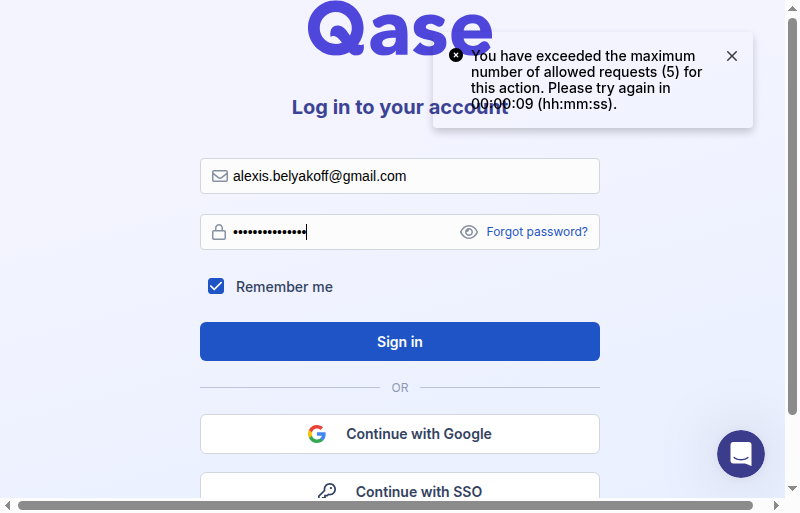 Qase
You have exceeded the maximum
number of allowed requests (5) for
this action. Please try again in
00:00:09 (hh:mm:ss).
Log in to your account
alexis.belyakoff@gmail.com
•••••••••••••••
Forgot password?
Remember me
Sign in
OR
Continue with Google
Continue with SSO